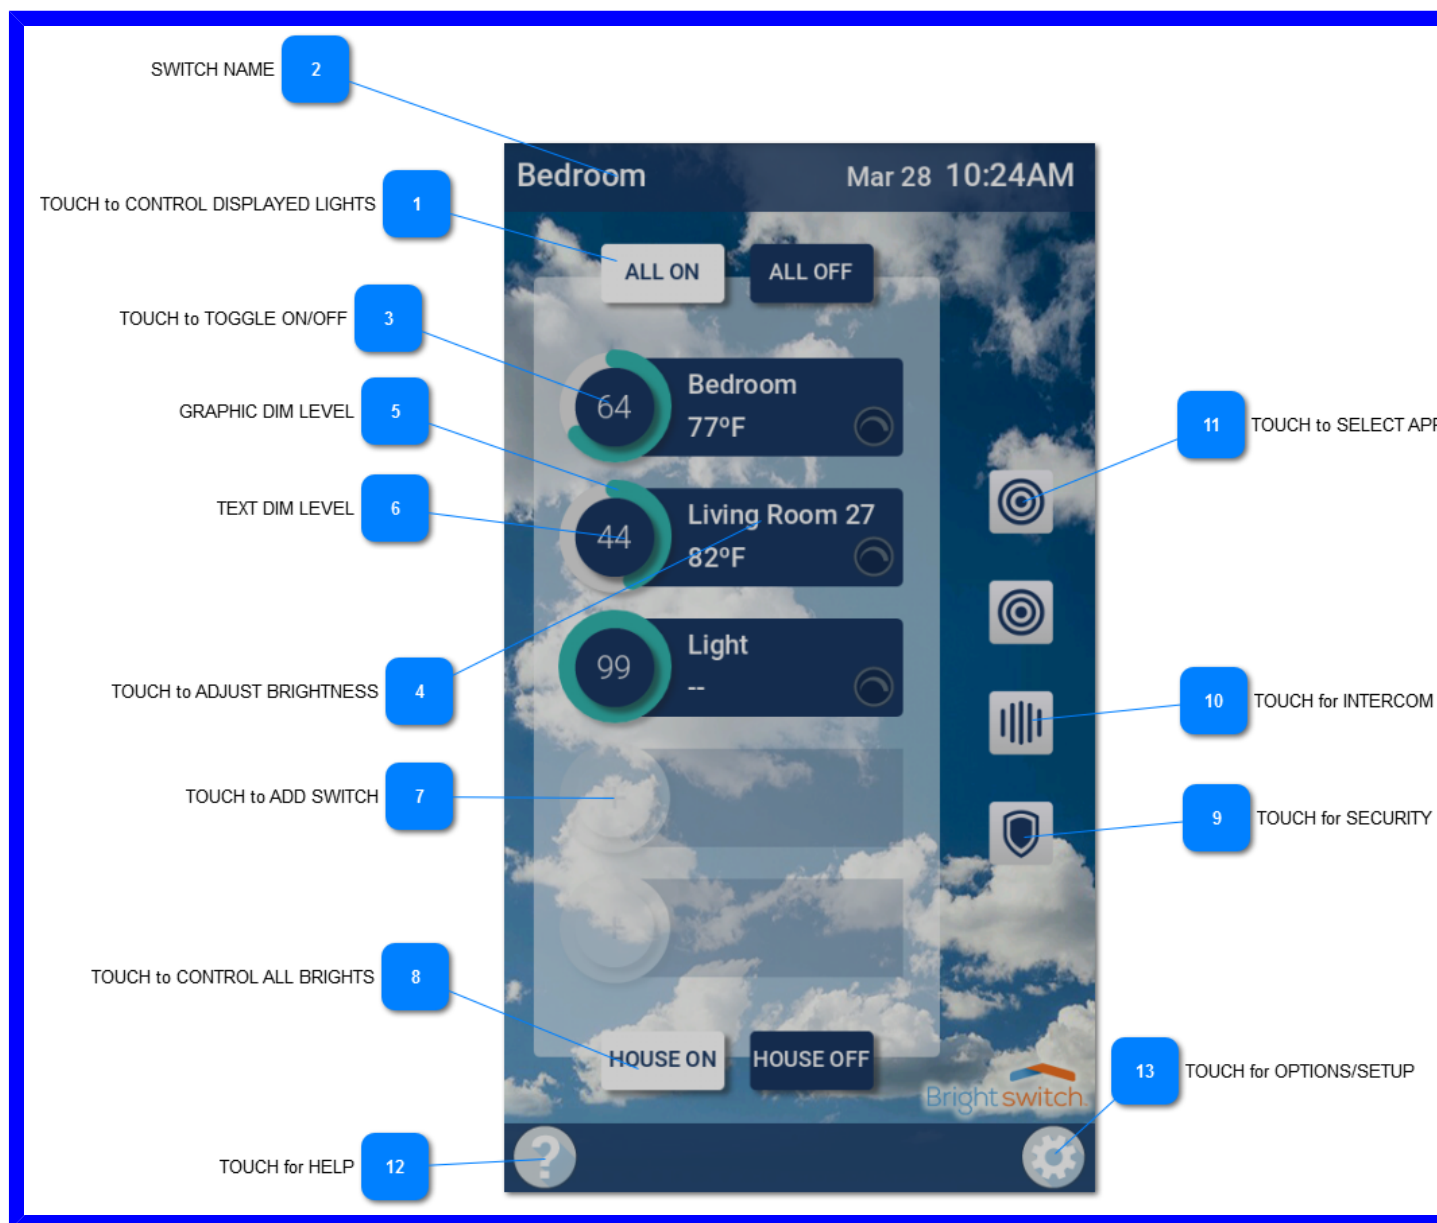 SWITCH NAME 2
Bedroom Mar 28 10:24AM
TOUCH to CONTROL DISPLAYED LIGHTS 1
ALL ON ALL OFF
TOUCH to TOGGLE ON/OFF 3
64 Bedroom
77ºF
GRAPHIC DIM LEVEL 5
11 TOUCH to SELECT APP
TEXT DIM LEVEL 6
44 Living Room 27
82ºF
99 Light
--
TOUCH to ADJUST BRIGHTNESS 4
10 TOUCH for INTERCOM
TOUCH to ADD SWITCH 7
9 TOUCH for SECURITY
TOUCH to CONTROL ALL BRIGHTS 8
HOUSE ON HOUSE OFF
Brightswitch
13 TOUCH for OPTIONS/SETUP
TOUCH for HELP 12
?